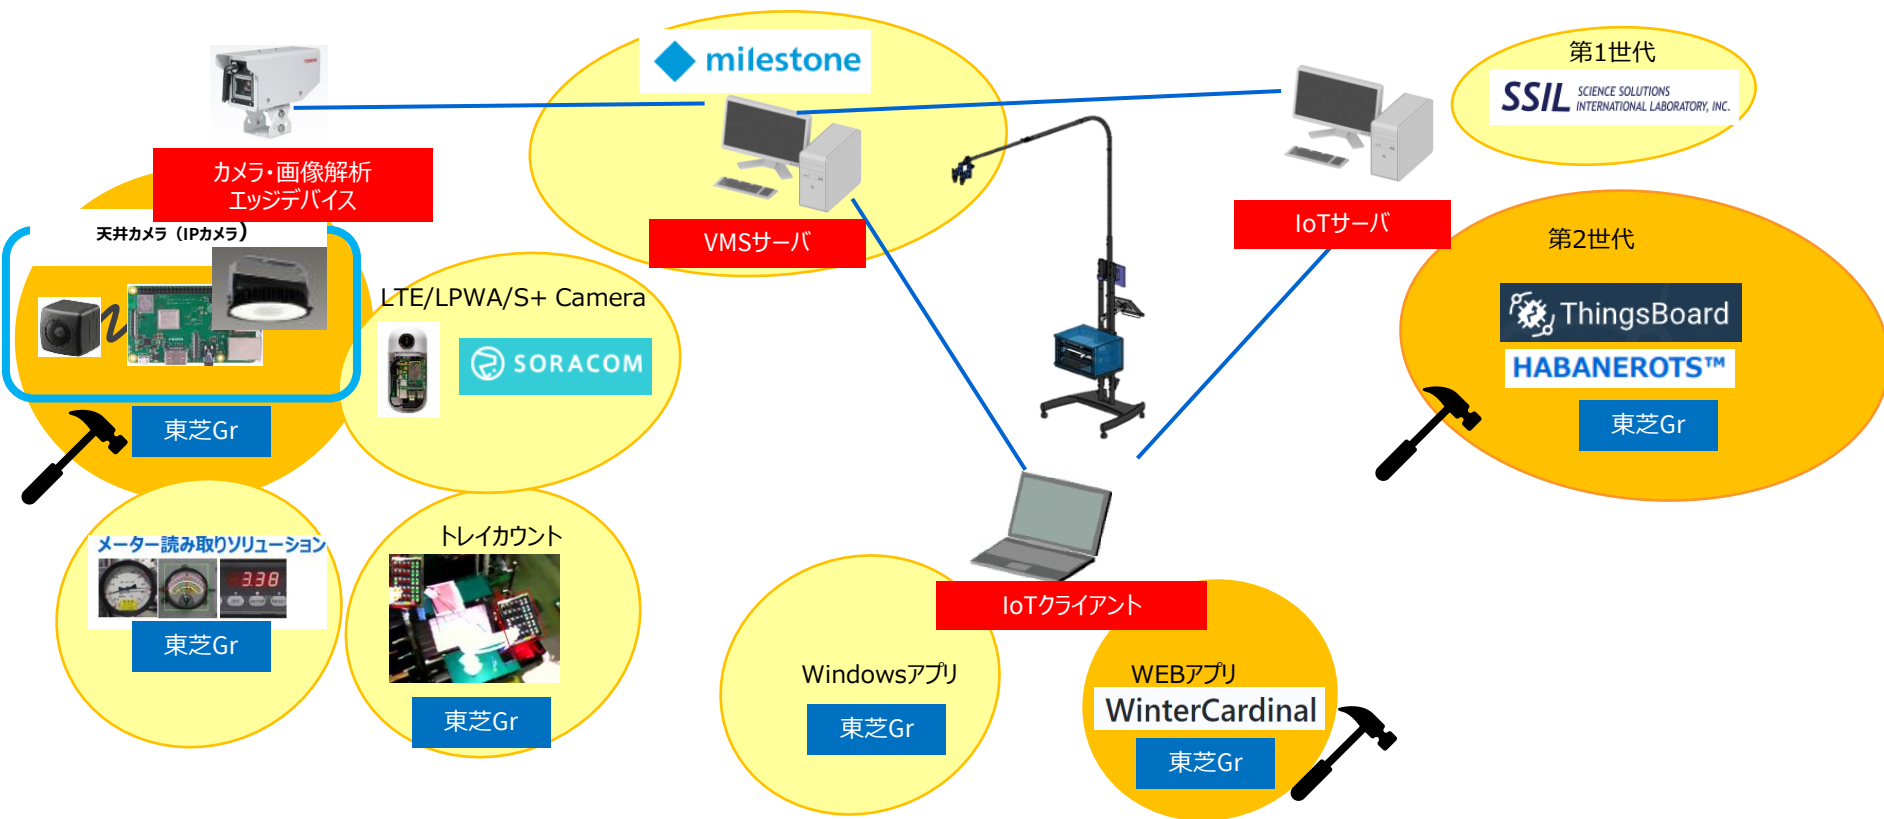 milestone
第1世代
SSIL SCIENCE SOLUTIONS
INTERNATIONAL LABORATORY, INC.
カメラ・画像解析
エッジデバイス
VMSサーバ
IoTサーバ
天井カメラ（IPカメラ）
第2世代
LTE/LPWA/S+ Camera
SORACOM
ThingsBoard
HABANEROTS™
東芝Gr
東芝Gr
メーター読み取りソリューション
338
東芝Gr
トレイカウント
東芝Gr
IoTクライアント
Windowsアプリ
東芝Gr
WEBアプリ
WinterCardinal
東芝Gr